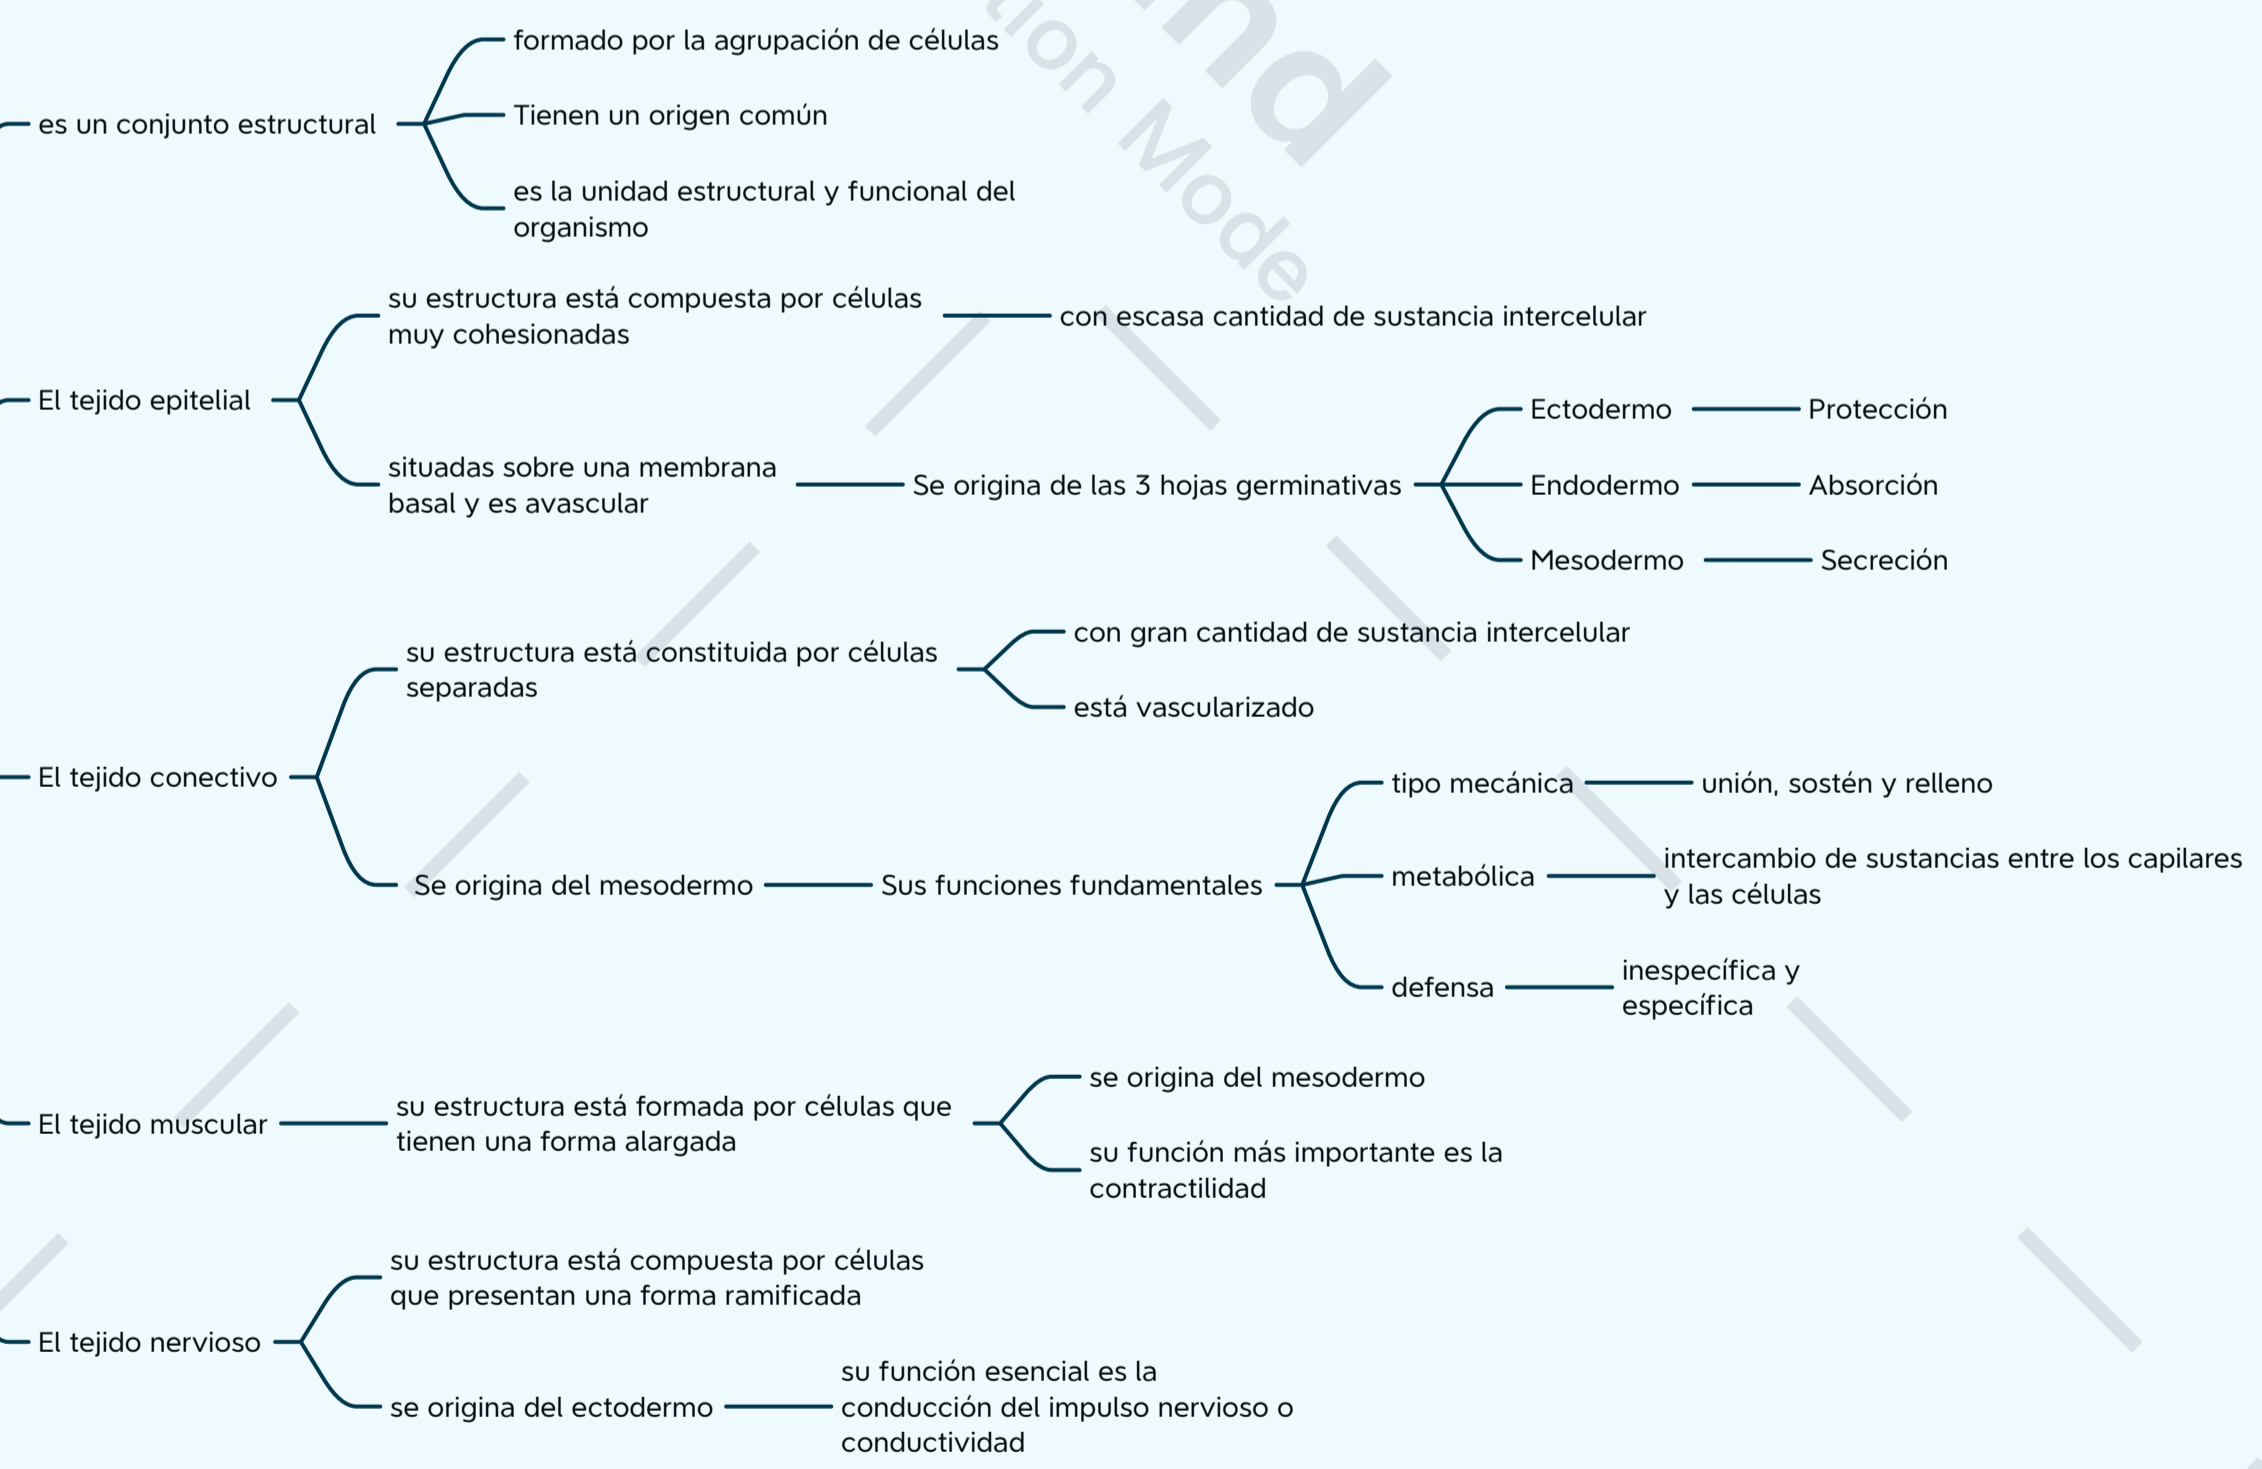 formado por la agrupación de células
es un conjunto estructural
Tienen un origen común
es la unidad estructural y funcional del
organismo
su estructura está compuesta por células
muy cohesionadas
con escasa cantidad de sustancia intercelular
El tejido epitelial
situadas sobre una membrana
basal y es avascular
Se origina de las 3 hojas germinativas
Ectodermo
Protección
Endodermo
Absorción
Mesodermo
Secreción
El tejido conectivo
su estructura está constituida por células
separadas
con gran cantidad de sustancia intercelular
está vascularizado
Se origina del mesodermo
Sus funciones fundamentales
tipo mecánica
unión, sostén y relleno
metabólica
intercambio de sustancias entre los capilares
y las células
defensa
inespecífica y
específica
El tejido muscular
su estructura está formada por células que
tienen una forma alargada
se origina del mesodermo
su función más importante es la
contractilidad
El tejido nervioso
su estructura está compuesta por células
que presentan una forma ramificada
se origina del ectodermo
su función esencial es la
conducción del impulso nervioso o
conductividad
Mode